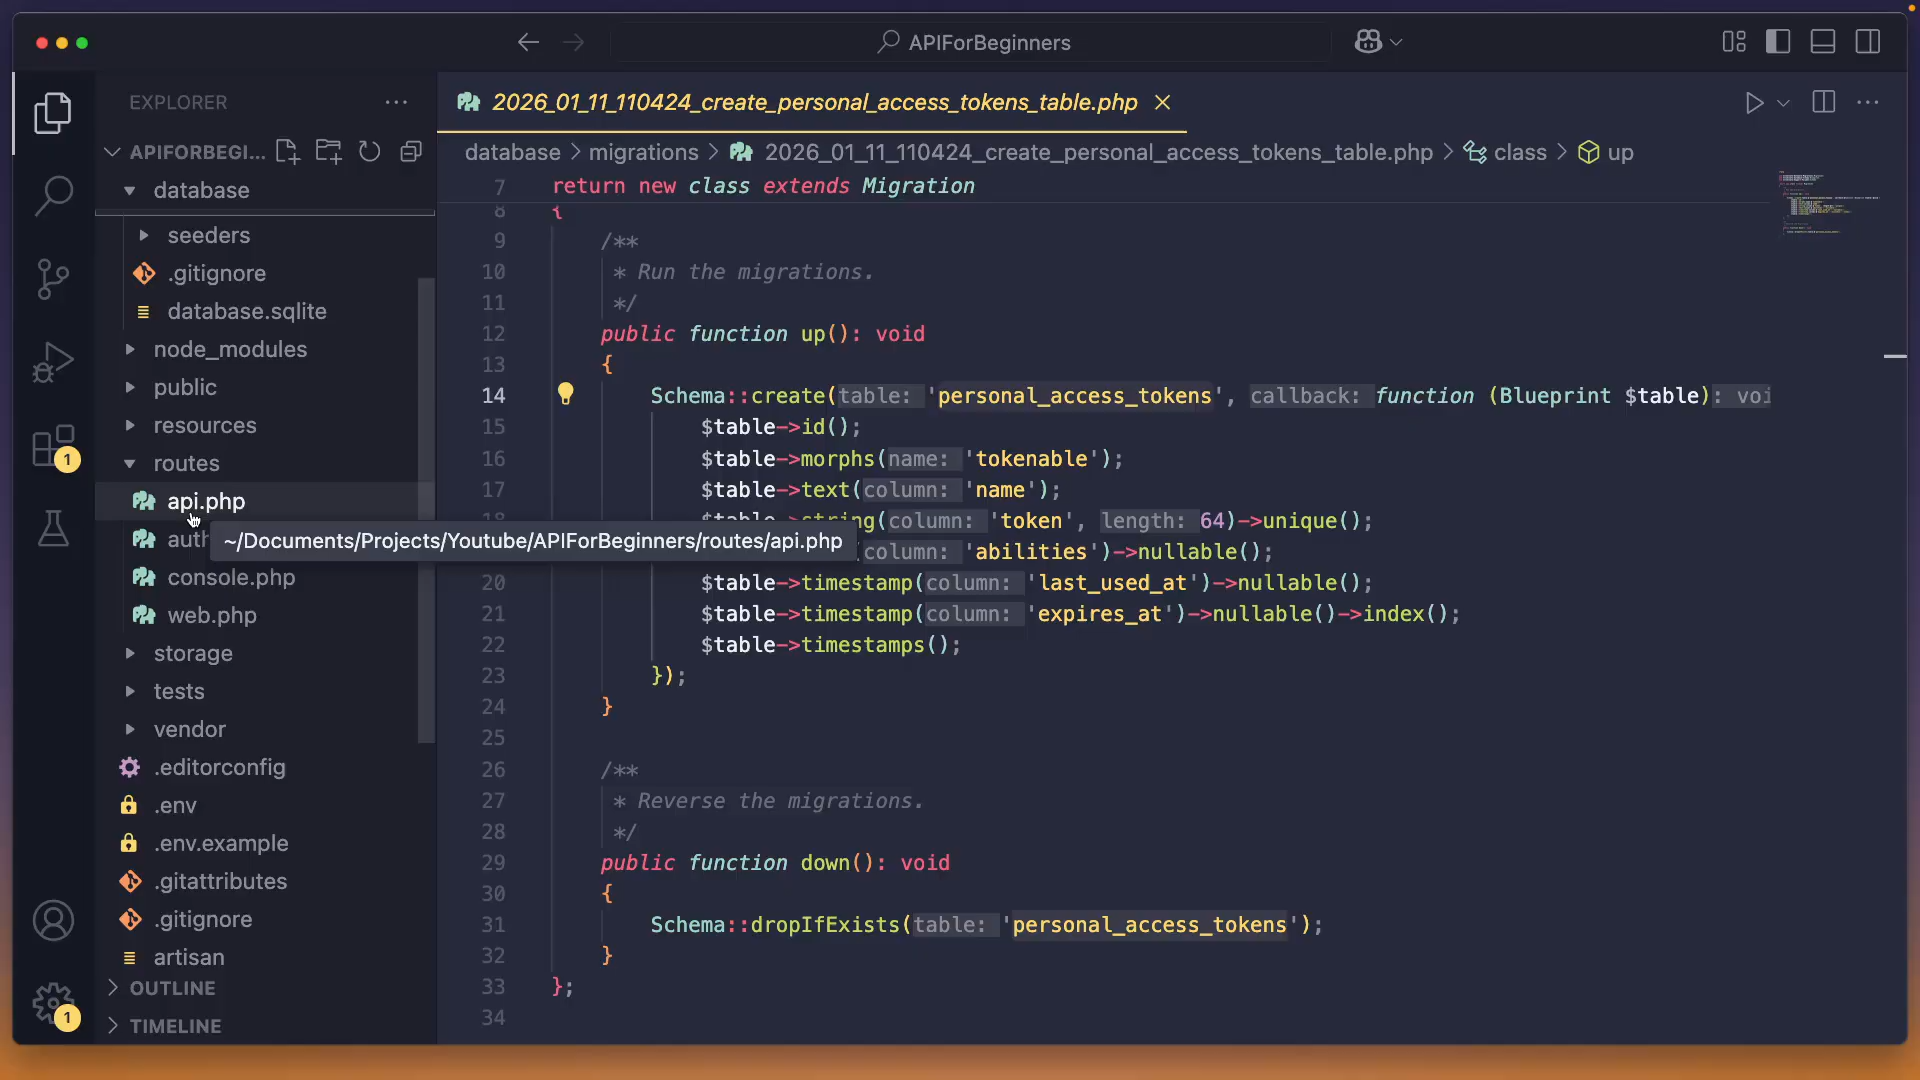 APIForBeginners
EXPLORER
2026_01_11_110424_create_personal_access_tokens_table.php
APIFORBEGI...
database > migrations > 2026_01_11_110424_create_personal_access_tokens_table.php > class > up
database
seeders
.gitignore
database.sqlite
node_modules
public
resources
routes
api.php
auth
~/Documents/Projects/Youtube/APIForBeginners/routes/api.php
console.php
web.php
storage
tests
vendor
.editorconfig
.env
.env.example
.gitattributes
.gitignore
artisan
OUTLINE
TIMELINE
1
1
7 return new class extends Migration
8 {
9 /**
10 * Run the migrations.
11 */
12 public function up(): void
13 {
14 Schema::create(table: 'personal_access_tokens', callback: function (Blueprint $table): voi
15 $table->id();
16 $table->morphs(name: 'tokenable');
17 $table->text(column: 'name');
18 $table->string(column: 'token', length: 64)->unique();
column: 'abilities')->nullable();
20 $table->timestamp(column: 'last_used_at')->nullable();
21 $table->timestamp(column: 'expires_at')->nullable()->index();
22 $table->timestamps();
23 });
24 }
25
26 /**
27 * Reverse the migrations.
28 */
29 public function down(): void
30 {
31 Schema::dropIfExists(table: 'personal_access_tokens');
32 }
33 };
34